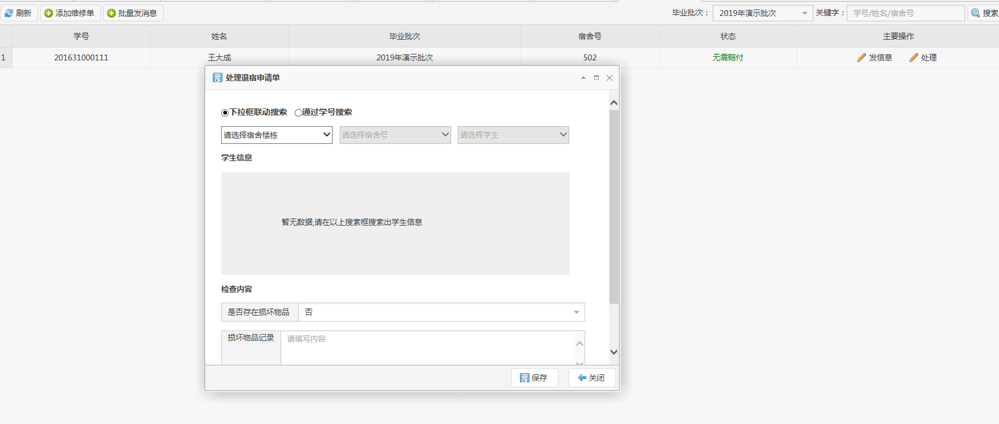 刷新 添加维修单 批量发消息 毕业批次： 2019年演示批次 关键字： 学号/姓名/宿舍号 搜索
学号 姓名 毕业批次 宿舍号 状态 主要操作
1 201631000111 王大成 2019年演示批次 502 无需赔付 发信息 处理
处理退宿申请单
下拉框联动搜索 通过学号搜索
请选择宿舍楼栋 请选择宿舍号 请选择学生
学生信息
暂无数据,请在以上搜索框搜索出学生信息
检查内容
是否存在损坏物品 否
损坏物品记录 请填写内容
保存 关闭